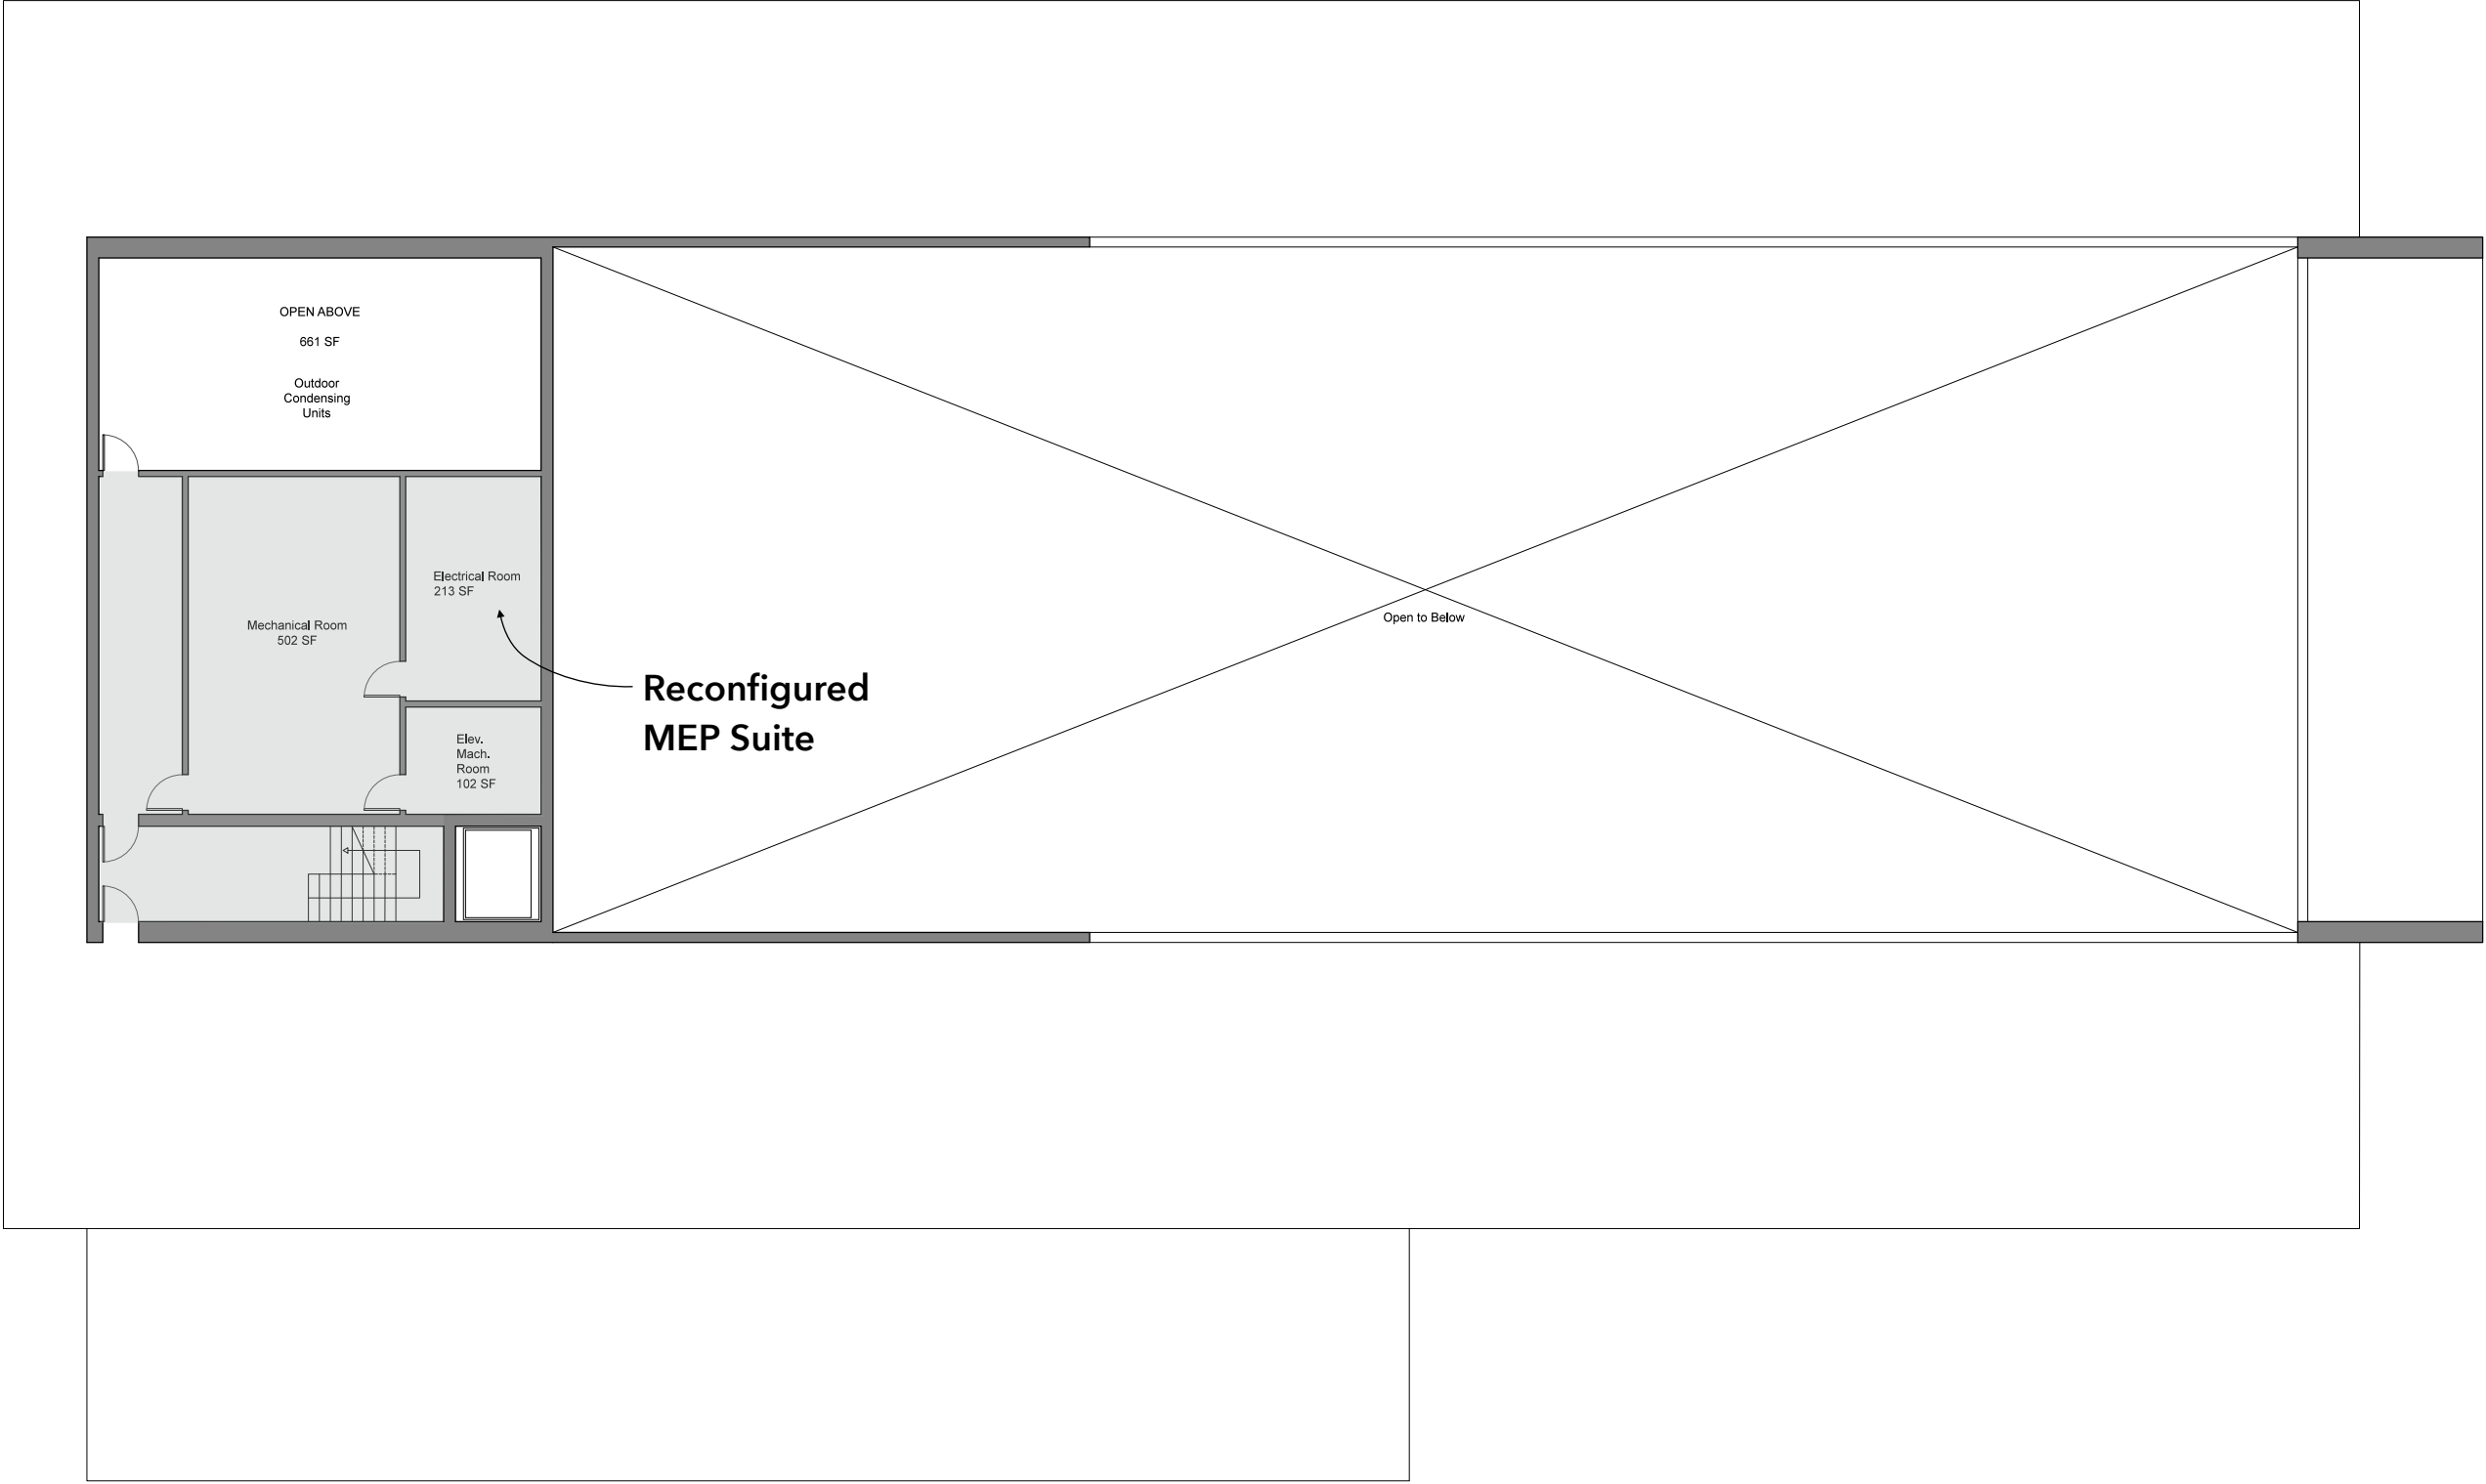 OPEN ABOVE
661 SF
Outdoor
Condensing
Units
Electrical Room
213 SF
Mechanical Room
502 SF
Open to Below
Reconfigured
MEP Suite
Elev.
Mach.
Room
102 SF